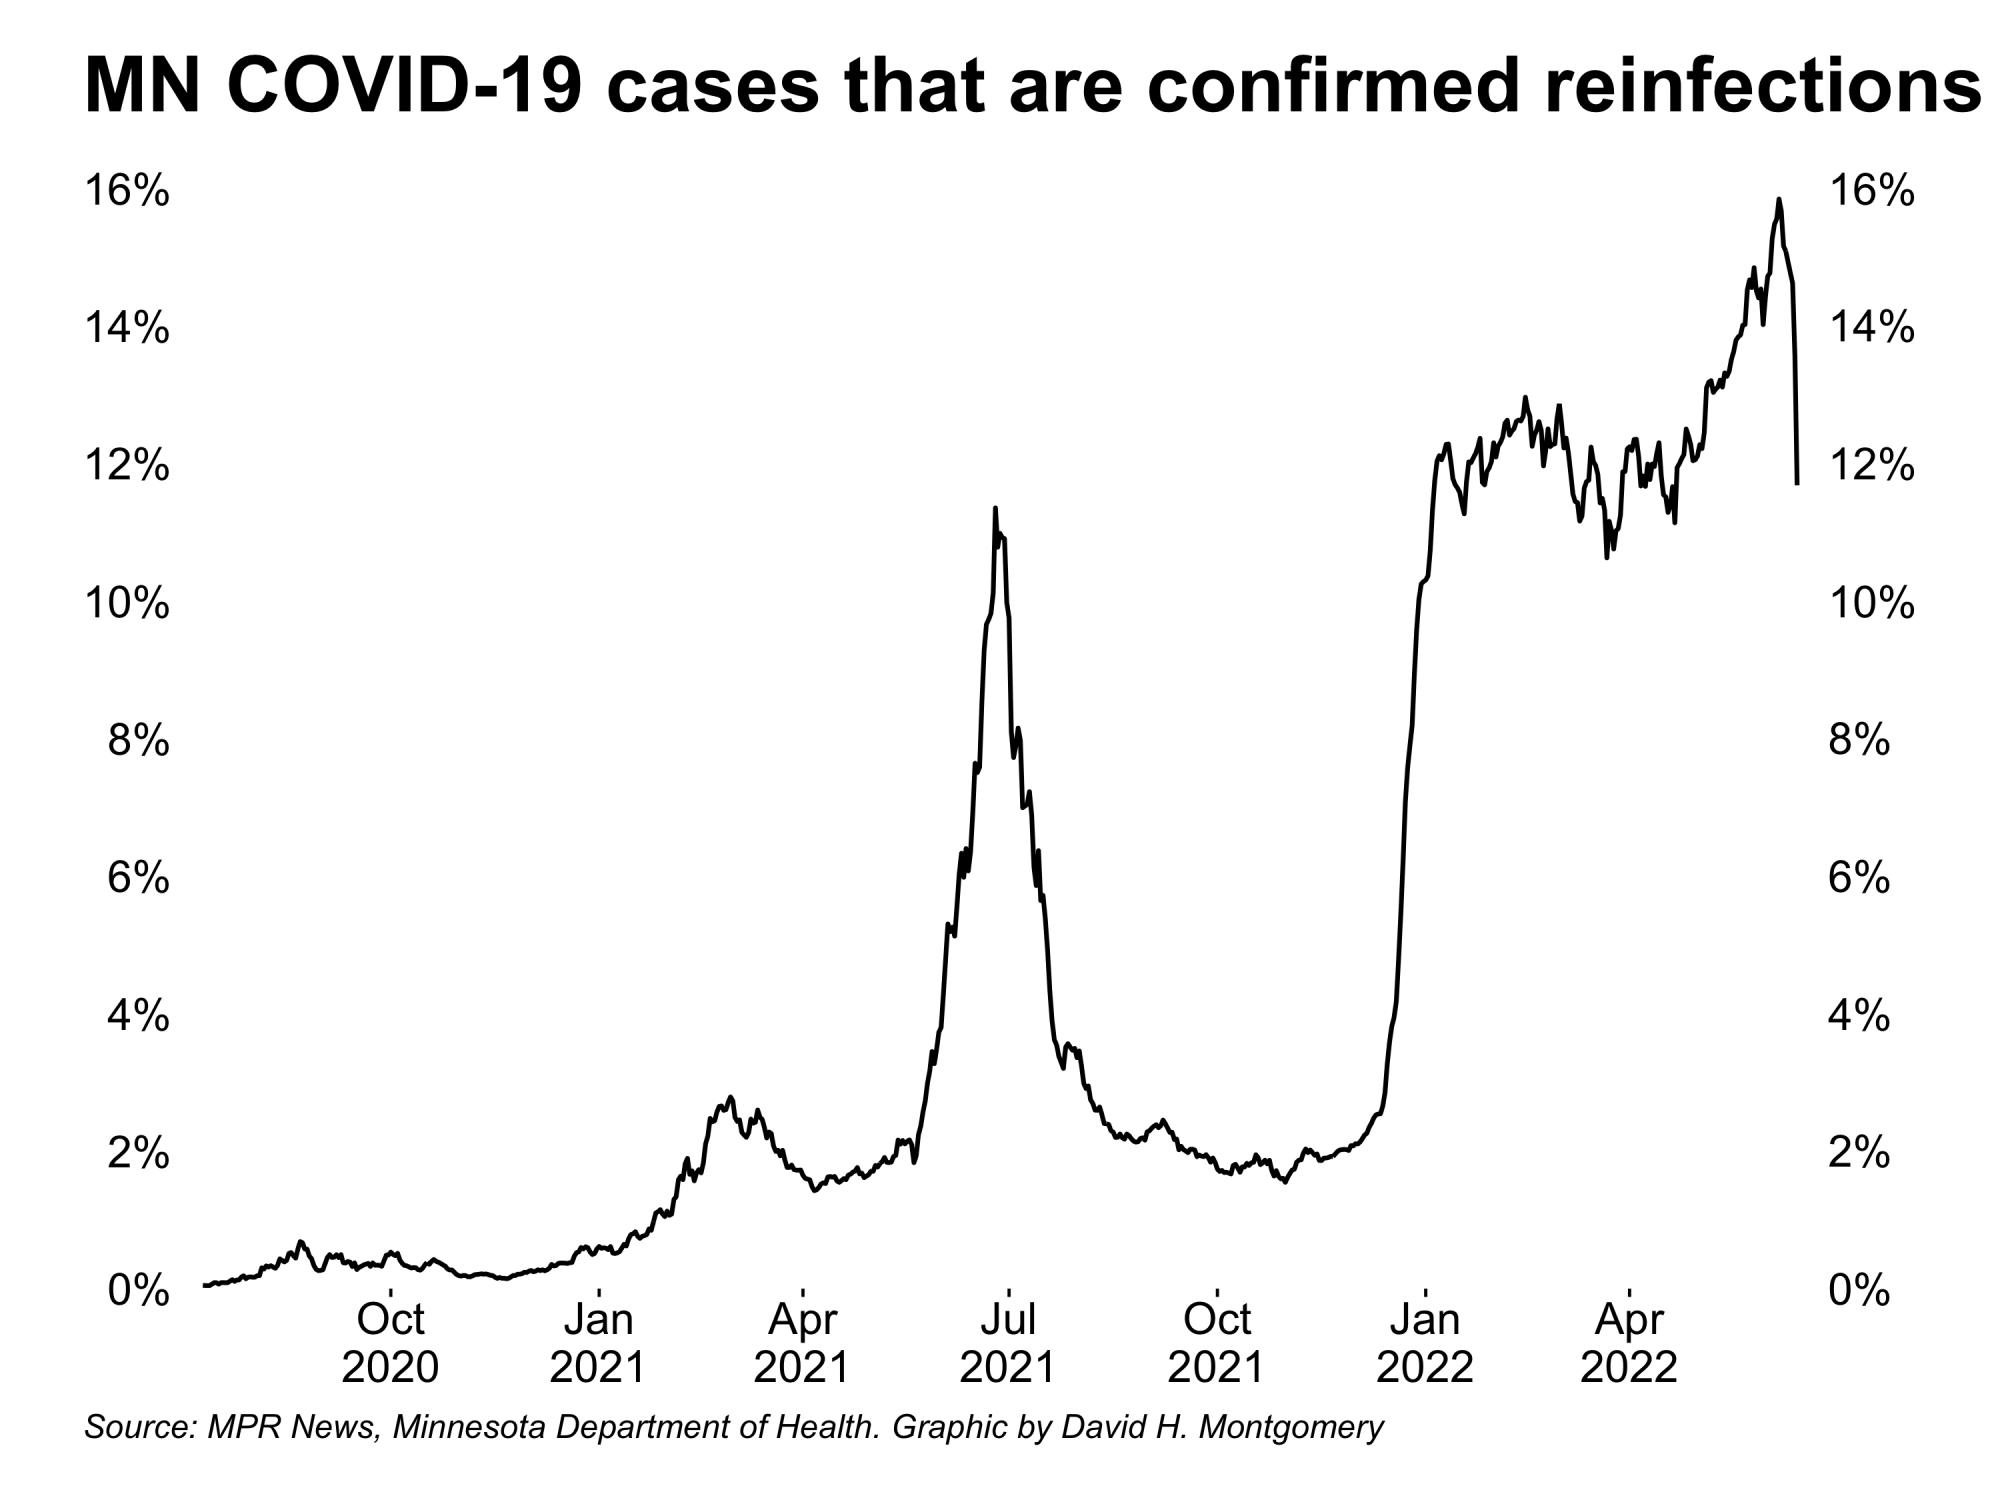 MN COVID-19 cases that are confirmed reinfections
16% 16%
14% 14%
12% 12%
10% 10%
8% 8%
6% 6%
4% 4%
2% 2%
0% 0%
Oct Jan Apr Jul Oct Jan Apr
2020 2021 2021 2021 2021 2022 2022
Source: MPR News, Minnesota Department of Health. Graphic by David H. Montgomery